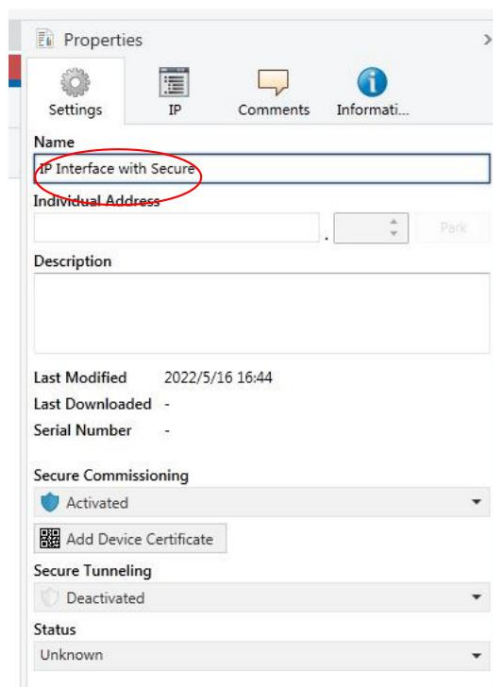 Properties
Settings IP Comments Informati...
Name
IP Interface with Secure
Individual Address
. Park
Description
Last Modified 2022/5/16 16:44
Last Downloaded -
Serial Number -
Secure Commissioning
Activated
Add Device Certificate
Secure Tunneling
Deactivated
Status
Unknown